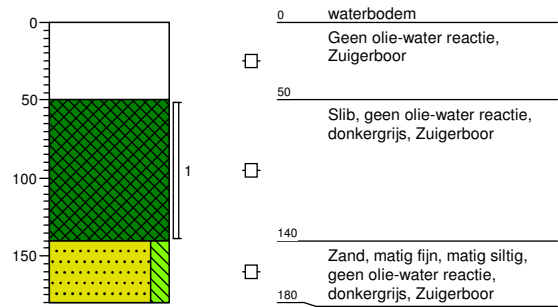 0
50
100
150
1
0 waterbodem
Geen olie-water reactie,
Zuigerboor
50
Slib, geen olie-water reactie,
donkergrijs, Zuigerboor
140
Zand, matig fijn, matig siltig,
geen olie-water reactie,
donkergrijs, Zuigerboor
180